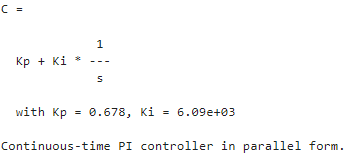 C =
1
Kp + Ki * ---
s
with Kp = 0.678, Ki = 6.09e+03
Continuous-time PI controller in parallel form.